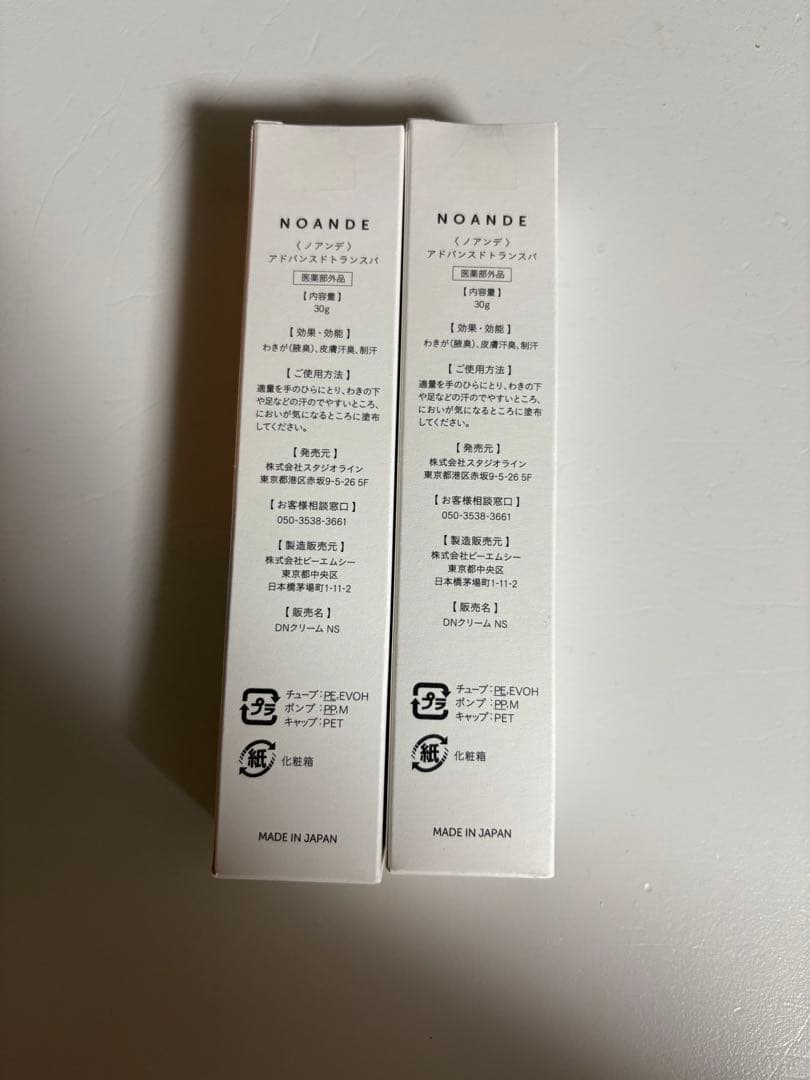 NOANDE
〈 ノアンデ 〉
アドバンスドトランスパ
医薬部外品
【 内容量 】
30g
【 効果・効能 】
わきが（腋臭）、皮膚汗臭、制汗
【 ご使用方法 】
適量を手のひらにとり、わきの下
や足などの汗のでやすいところ、
においが気になるところに塗布
してください。
【 発売元 】
株式会社スタジオライン
東京都港区赤坂9-5-26 5F
【 お客様相談窓口 】
050-3538-3661
【 製造販売元 】
株式会社ピーエムシー
東京都中央区
日本橋茅場町1-11-2
【 販売名 】
DNクリーム NS
プラ
チューブ：PE,EVOH
ポンプ：PP,M
キャップ：PET
紙
化粧箱
MADE IN JAPAN
NOANDE
〈 ノアンデ 〉
アドバンスドトランスパ
医薬部外品
【 内容量 】
30g
【 効果・効能 】
わきが（腋臭）、皮膚汗臭、制汗
【 ご使用方法 】
適量を手のひらにとり、わきの下
や足などの汗のでやすいところ、
においが気になるところに塗布
してください。
【 発売元 】
株式会社スタジオライン
東京都港区赤坂9-5-26 5F
【 お客様相談窓口 】
050-3538-3661
【 製造販売元 】
株式会社ピーエムシー
東京都中央区
日本橋茅場町1-11-2
【 販売名 】
DNクリーム NS
プラ
チューブ：PE,EVOH
ポンプ：PP,M
キャップ：PET
紙
化粧箱
MADE IN JAPAN